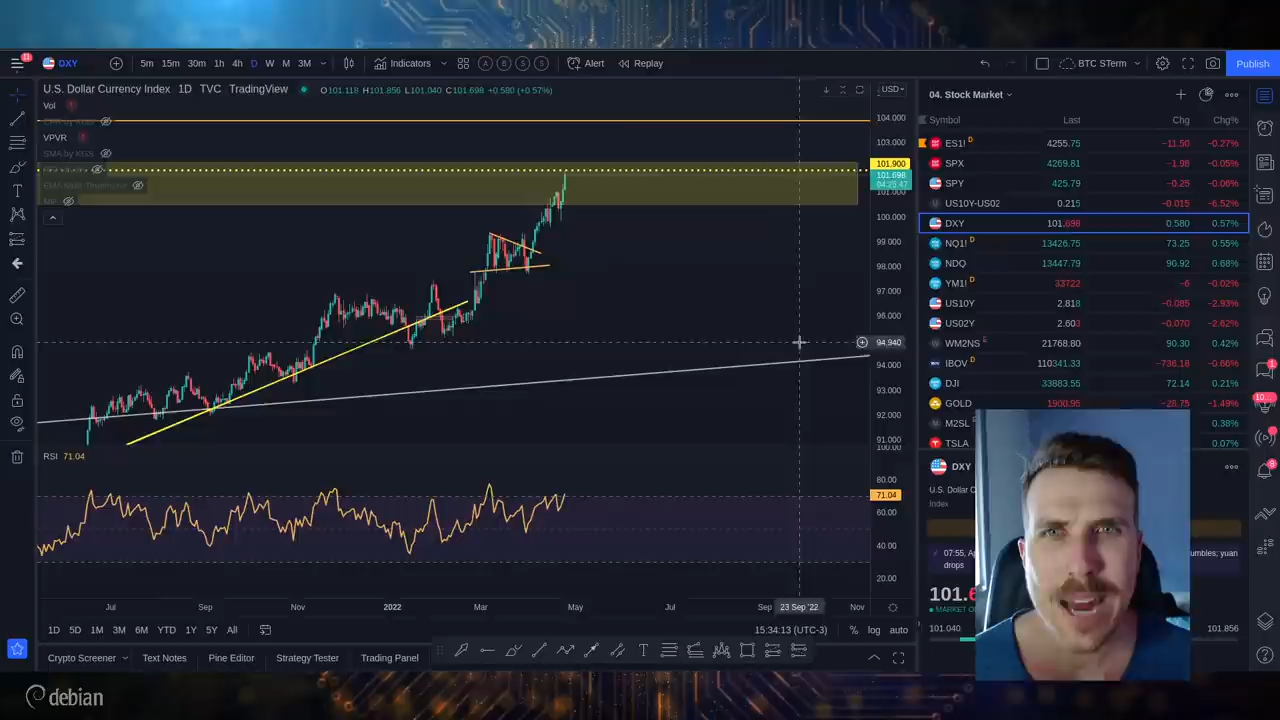 11
DXY
5m 15m 30m 1h 4h D W M 3M
Indicators
A B S S
Alert
Replay
BTC STerm
Publish
U.S. Dollar Currency Index 1D TVC TradingView
O101.118 H101.856 L101.040 C101.698 +0.580 (+0.57%)
USD
Vol
VPVR
SMA by KGS
104.000
103.000
101.900
101.698
04:25:47
101.000
100.000
99.000
98.000
97.000
96.000
94.940
94.000
93.000
92.000
91.000
RSI 71.04
100.00
80.00
71.04
60.00
40.00
20.00
Jul Sep Nov 2022 Mar May Jul Sep 23 Sep '22 Nov
1D 5D 1M 3M 6M YTD 1Y 5Y All
15:34:13 (UTC-3)
% log auto
Crypto Screener
Text Notes
Pine Editor
Strategy Tester
Trading Panel
04. Stock Market
Symbol Last Chg Chg%
ES1! D 4255.75 −11.50 −0.27%
SPX 4269.81 −1.98 −0.05%
SPY 425.79 −0.25 −0.06%
US10Y-US02 0.215 −0.015 −6.52%
DXY 101.698 0.580 0.57%
NQ1! D 13426.75 73.25 0.55%
NDQ 13447.79 90.92 0.68%
YM1! D 33722 −6 −0.02%
US10Y 2.818 −0.085 −2.93%
US02Y 2.603 −0.070 −2.62%
WM2NS E 21768.80 90.30 0.42%
IBOV D 110341.33 −736.18 −0.66%
DJI 33883.55 72.14 0.21%
GOLD 1900.95 −28.75 −1.49%
M2SL 0.38%
TSLA 0.07%
DXY
U.S. Dollar C
Index
07:55, Ap
umbles; yuan
drops
101.6
MARKET O
101.040
101.856
1
10...
8
debian